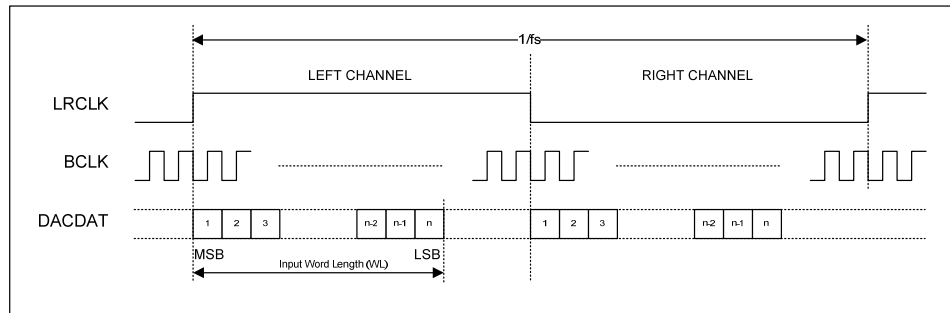 1/fs
LEFT CHANNEL RIGHT CHANNEL
LRCLK
BCLK
DACDAT 1 2 3 n-2 n-1 n 1 2 3 n-2 n-1 n
MSB LSB
Input Word Length (WL)